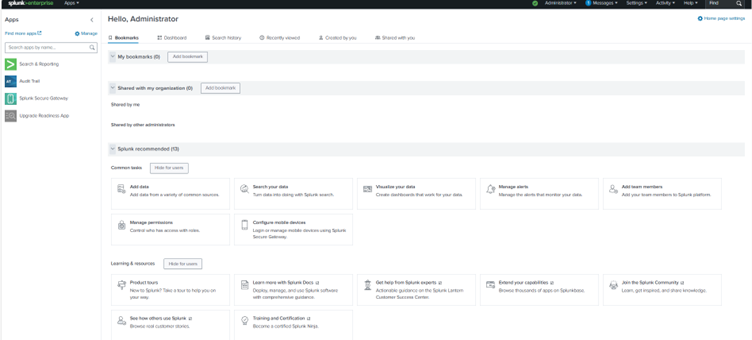 splunk>enterprise Apps
Administrator Messages Settings Activity Help Find
Apps
Find more apps
Manage
Search apps by name...
Search & Reporting
Audit Trail
Splunk Secure Gateway
Upgrade Readiness App
Hello, Administrator
Home page settings
Bookmarks Dashboard Search history Recently viewed Created by you Shared with you
My bookmarks (0) Add bookmark
Shared with my organization (0) Add bookmark
Shared by me
Shared by other administrators
Splunk recommended (13)
Common tasks Hide for users
Add data
Add data from a variety of common sources.
Search your data
Turn data into doing with Splunk search.
Visualize your data
Create dashboards that work for your data.
Manage alerts
Manage the alerts that monitor your data.
Add team members
Add your team members to Splunk platform.
Manage permissions
Control who has access with roles.
Configure mobile devices
Login or manage mobile devices using Splunk
Secure Gateway.
Learning & resources Hide for users
Product tours
New to Splunk? Take a tour to help you on
your way.
Learn more with Splunk Docs
Deploy, manage, and use Splunk software
with comprehensive guidance.
Get help from Splunk experts
Actionable guidance on the Splunk Lantern
Customer Success Center.
Extend your capabilities
Browse thousands of apps on Splunkbase.
Join the Splunk Community
Learn, get inspired, and share knowledge.
See how others use Splunk
Browse real customer stories.
Training and Certification
Become a certified Splunk Ninja.